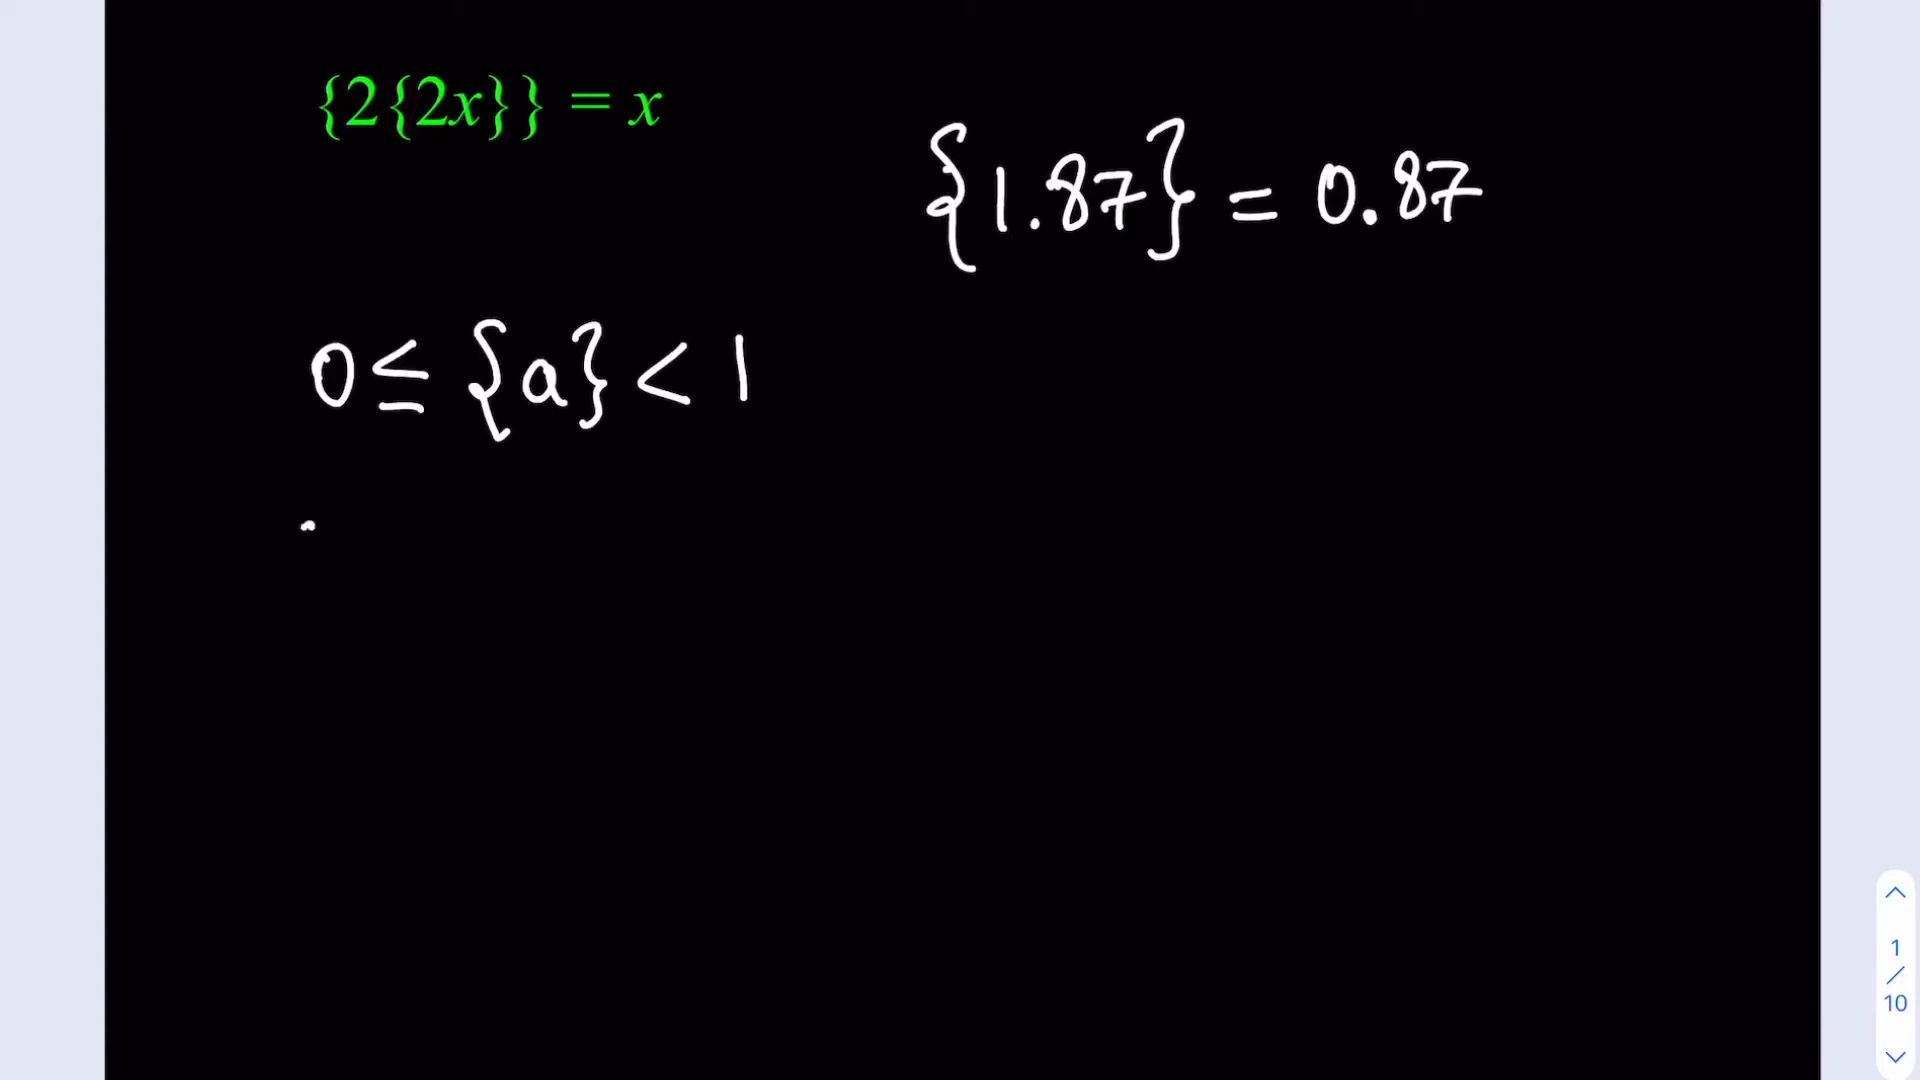 {2{2x}} = x
{1.87} = 0.87
0 ≤ {a} < 1
1
/
10